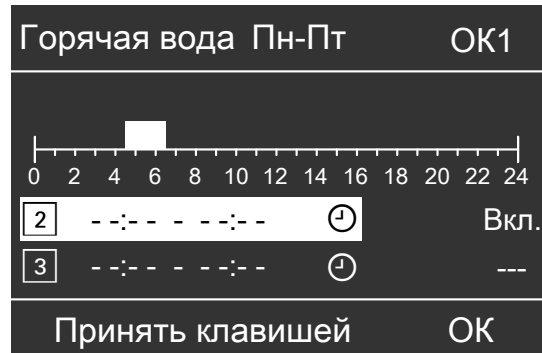 Горячая вода Пн-Пт ОК1
0 2 4 6 8 10 12 14 16 18 20 22 24
2 - -:- - - - -:- - Вкл.
3 - -:- - - - -:- - ---
Принять клавишей ОК